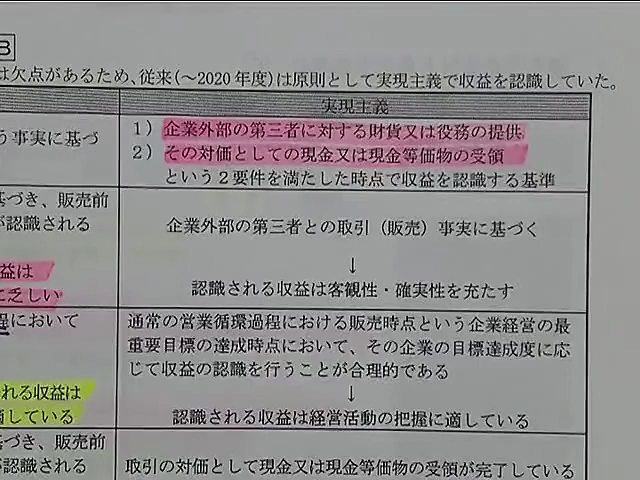 B
は欠点があるため、従来(～2020年度)は原則として実現主義で収益を認識していた。
実現主義
う事実に基づ
1) 企業外部の第三者に対する財貨又は役務の提供
2) その対価としての現金又は現金等価物の受領
という2要件を満たした時点で収益を認識する基準
基づき、販売前
が認識される
企業外部の第三者との取引(販売)事実に基づく
↓
認識される収益は客観性・確実性を充たす
益は
に乏しい
程において
通常の営業循環過程における販売時点という企業経営の最
重要目標の達成時点において、その企業の目標達成度に応
じて収益の認識を行うことが合理的である
↓
認識される収益は経営活動の把握に適している
れる収益は
適している
基づき、販売前
が認識される
取引の対価として現金又は現金等価物の受領が完了している